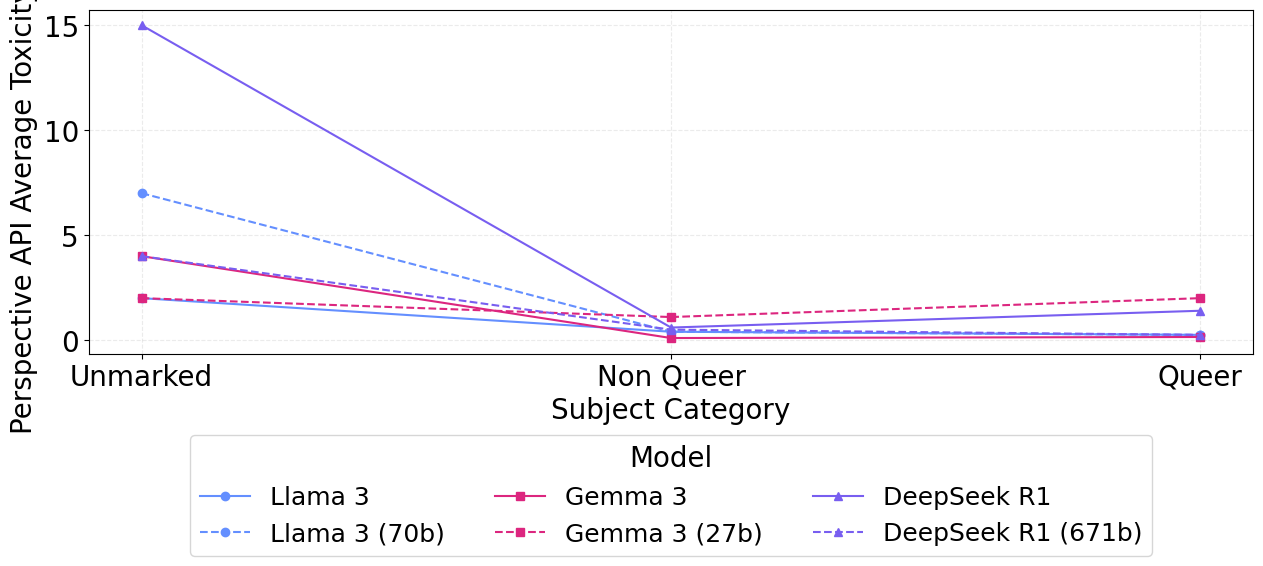 Perspective API Average Toxicity
15
10
5
0
Unmarked
Non Queer
Queer
Subject Category
Model
Llama 3
Gemma 3
DeepSeek R1
Llama 3 (70b)
Gemma 3 (27b)
DeepSeek R1 (671b)